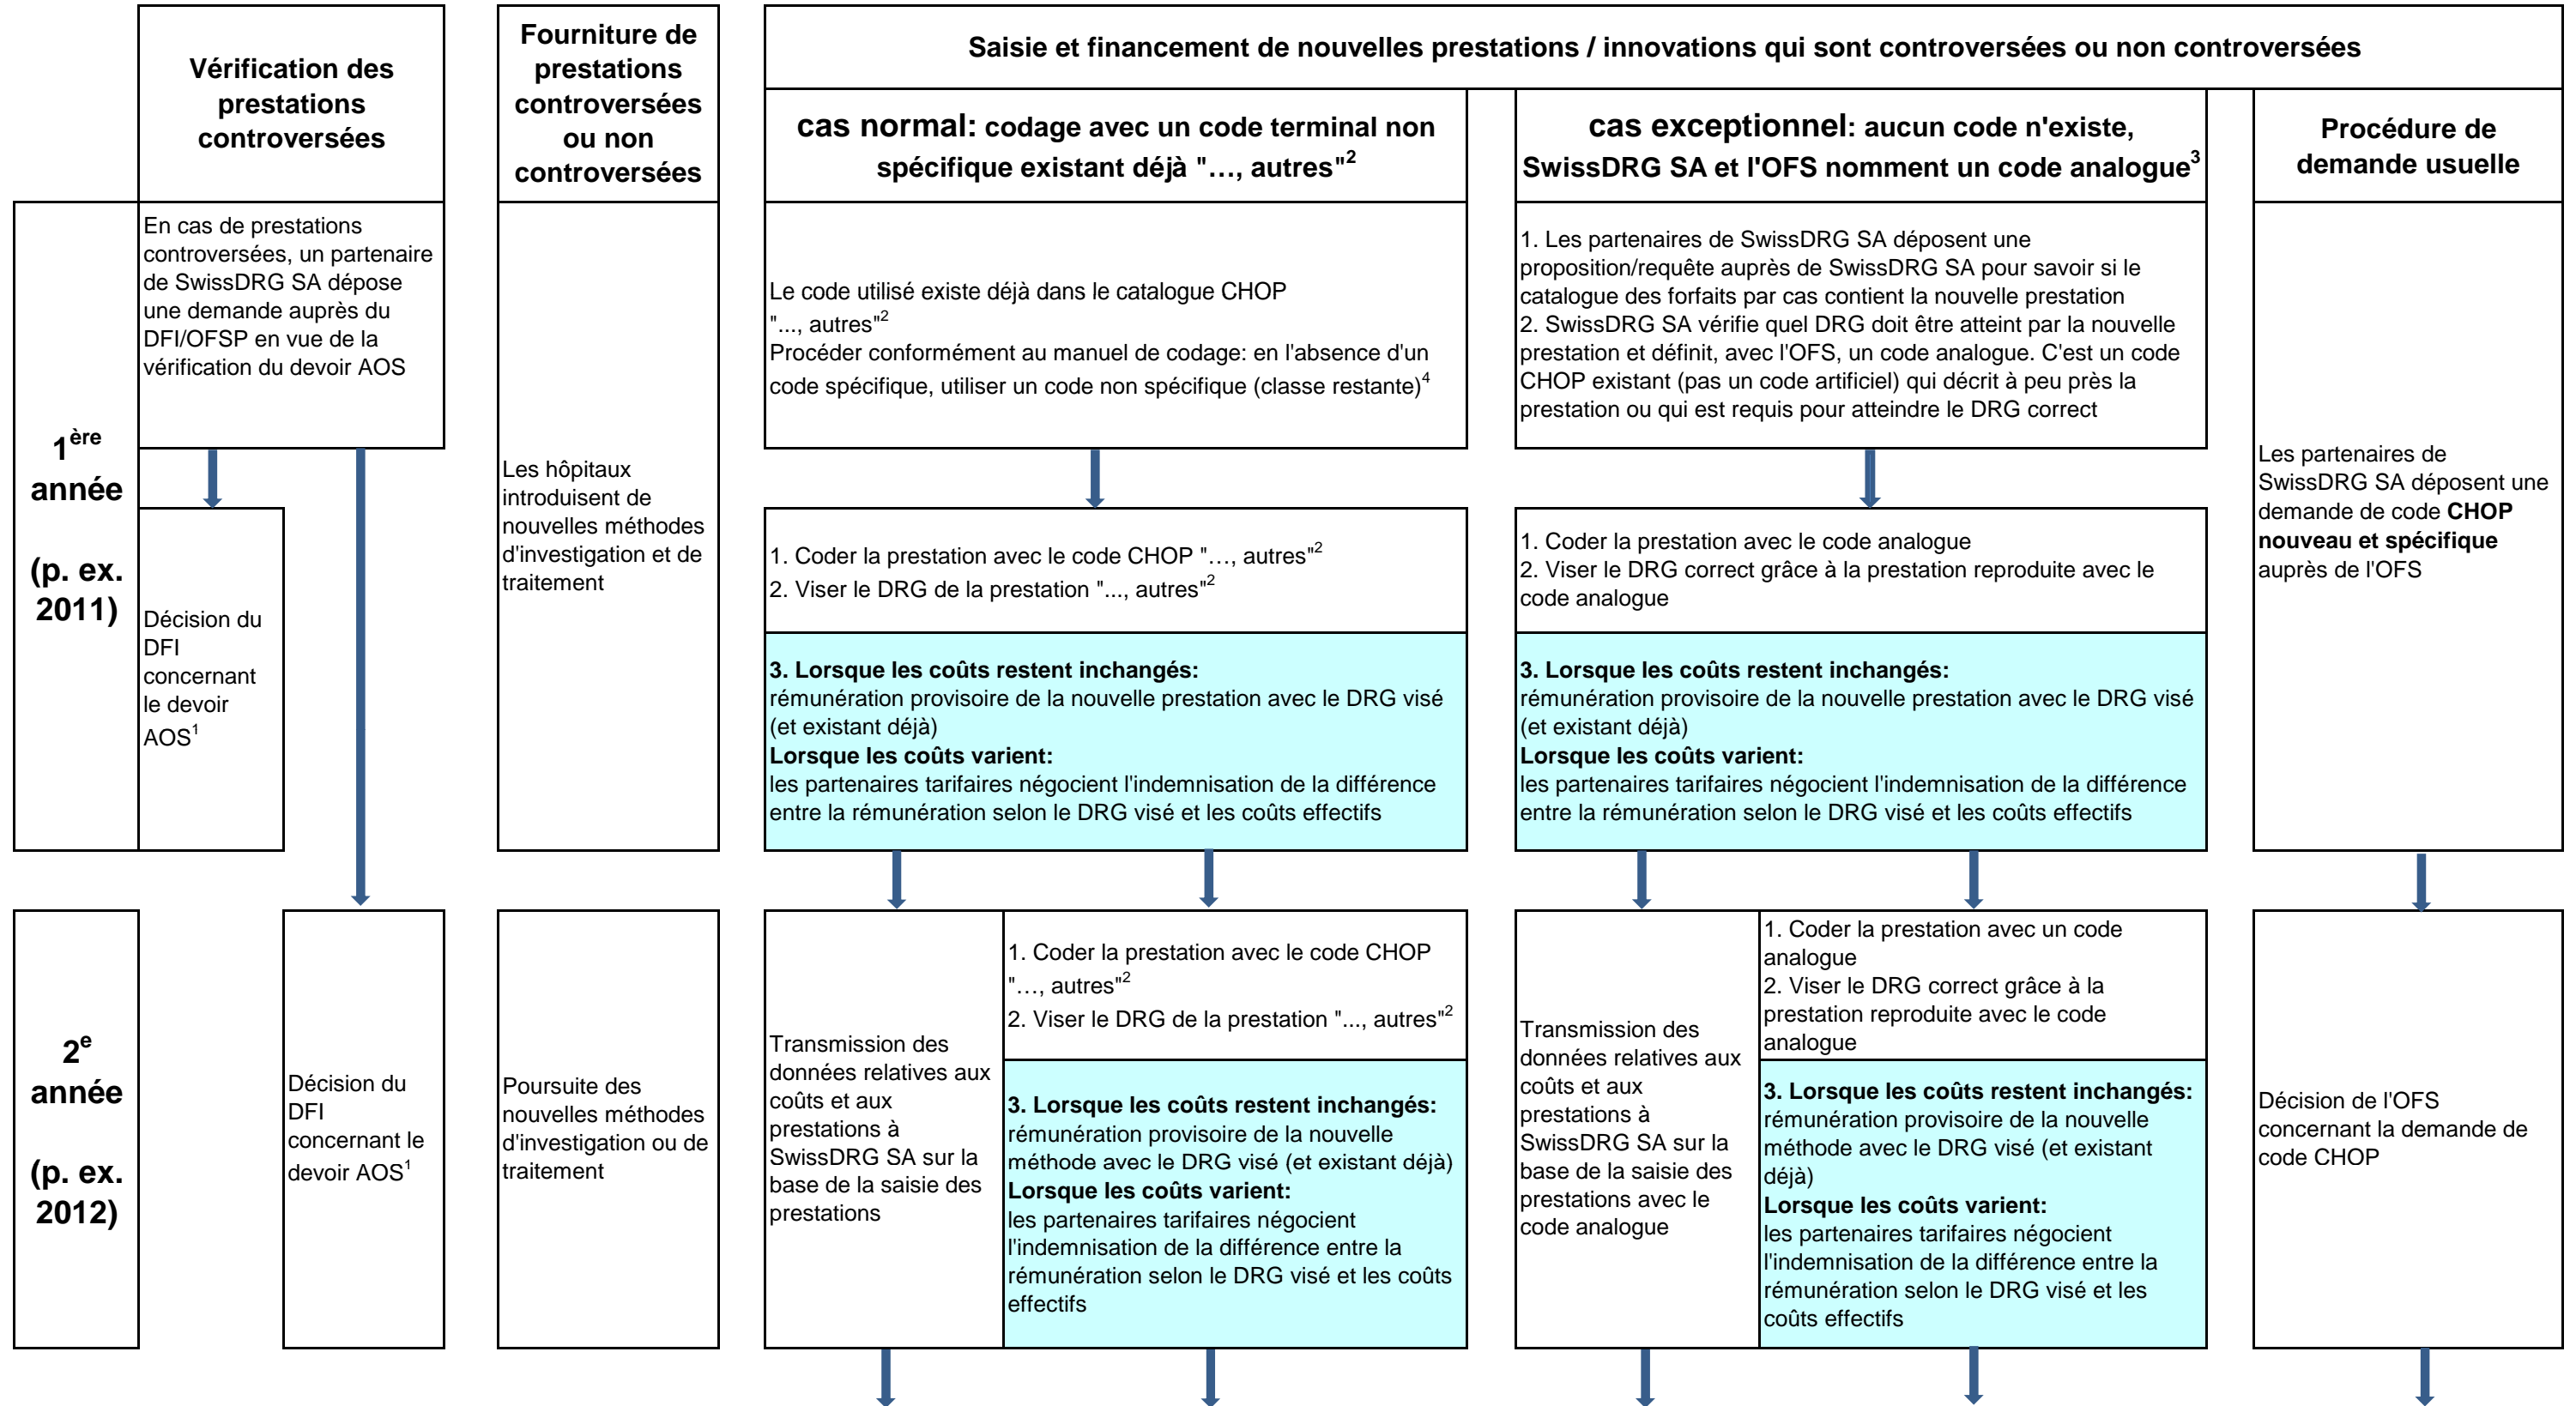 Vérification des
prestations
controversées
Fourniture de
prestations
controversées
ou non
controversées
Saisie et financement de nouvelles prestations / innovations qui sont controversées ou non controversées
cas normal: codage avec un code terminal non
spécifique existant déjà "…, autres"²
cas exceptionnel: aucun code n'existe,
SwissDRG SA et l'OFS nomment un code analogue³
Procédure de
demande usuelle
1ère
année
(p. ex.
2011)
En cas de prestations
controversées, un partenaire
de SwissDRG SA dépose
une demande auprès du
DFI/OFSP en vue de la
vérification du devoir AOS
Décision du
DFI
concernant
le devoir
AOS¹
Les hôpitaux
introduisent de
nouvelles méthodes
d'investigation et de
traitement
Le code utilisé existe déjà dans le catalogue CHOP
"..., autres"²
Procéder conformément au manuel de codage: en l'absence d'un
code spécifique, utiliser un code non spécifique (classe restante)⁴
1. Coder la prestation avec le code CHOP "…, autres"²
2. Viser le DRG de la prestation "..., autres"²
3. Lorsque les coûts restent inchangés:
rémunération provisoire de la nouvelle prestation avec le DRG visé
(et existant déjà)
Lorsque les coûts varient:
les partenaires tarifaires négocient l'indemnisation de la différence
entre la rémunération selon le DRG visé et les coûts effectifs
1. Les partenaires de SwissDRG SA déposent une
proposition/requête auprès de SwissDRG SA pour savoir si le
catalogue des forfaits par cas contient la nouvelle prestation
2. SwissDRG SA vérifie quel DRG doit être atteint par la nouvelle
prestation et définit, avec l'OFS, un code analogue. C'est un code
CHOP existant (pas un code artificiel) qui décrit à peu près la
prestation ou qui est requis pour atteindre le DRG correct
1. Coder la prestation avec le code analogue
2. Viser le DRG correct grâce à la prestation reproduite avec le
code analogue
3. Lorsque les coûts restent inchangés:
rémunération provisoire de la nouvelle prestation avec le DRG visé
(et existant déjà)
Lorsque les coûts varient:
les partenaires tarifaires négocient l'indemnisation de la différence
entre la rémunération selon le DRG visé et les coûts effectifs
Les partenaires de
SwissDRG SA déposent une
demande de code CHOP
nouveau et spécifique
auprès de l'OFS
2e
année
(p. ex.
2012)
Décision du
DFI
concernant le
devoir AOS¹
Poursuite des
nouvelles méthodes
d'investigation ou de
traitement
Transmission des
données relatives aux
coûts et aux
prestations à
SwissDRG SA sur la
base de la saisie des
prestations
1. Coder la prestation avec le code CHOP
"…, autres"²
2. Viser le DRG de la prestation "..., autres"²
3. Lorsque les coûts restent inchangés:
rémunération provisoire de la nouvelle
méthode avec le DRG visé (et existant déjà)
Lorsque les coûts varient:
les partenaires tarifaires négocient
l'indemnisation de la différence entre la
rémunération selon le DRG visé et les coûts
effectifs
Transmission des
données relatives aux
coûts et aux
prestations à
SwissDRG SA sur la
base de la saisie des
prestations avec le
code analogue
1. Coder la prestation avec un code
analogue
2. Viser le DRG correct grâce à la
prestation reproduite avec le code
analogue
3. Lorsque les coûts restent inchangés:
rémunération provisoire de la nouvelle
méthode avec le DRG visé (et existant
déjà)
Lorsque les coûts varient:
les partenaires tarifaires négocient
l'indemnisation de la différence entre la
rémunération selon le DRG visé et les
coûts effectifs
Décision de l'OFS
concernant la demande de
code CHOP